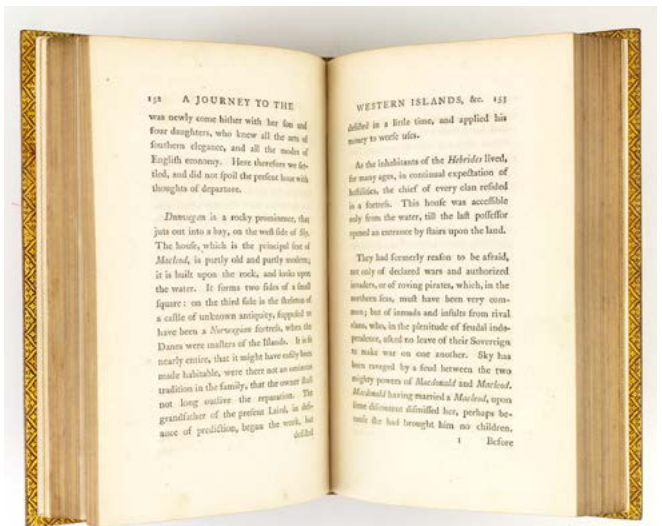 152 A JOURNEY TO THE
was newly come hither with her son and
four daughters, who knew all the arts of
ſouthern elegance, and all the modes of
Engliſh economy. Here therefore we ſet-
tled, and did not ſpoil the preſent hour with
thoughts of departure.
Dunvegan is a rocky prominence, that
juts out into a bay, on the weſt ſide of Sky.
The houſe, which is the principal ſeat of
Macleod, is partly old and partly modern;
it is built upon the rock, and looks upon
the water. It forms two ſides of a ſmall
ſquare: on the third ſide is the ſkeleton of
a caſtle of unknown antiquity, ſuppoſed to
have been a Norwegian fortreſs, when the
Danes were maſters of the Iſlands. It is ſo
nearly entire, that it might have eaſily been
made habitable, were there not an ominous
tradition in the family, that the owner ſhall
not long outlive the reparation. The
grandfather of the preſent Laird, in defi-
ance of prediction, began the work, but
deſiſted
WESTERN ISLANDS, &c. 153
deſiſted in a little time, and applied his
money to worſe uſes.
As the inhabitants of the Hebrides lived,
for many ages, in continual expectation of
hoſtilities, the chief of every clan reſided
in a fortreſs. This houſe was acceſſible
only from the water, till the laſt poſſeſſor
opened an entrance by ſtairs upon the land.
They had formerly reaſon to be afraid,
not only of declared wars and authorized
invaders, or of roving pirates, which, in the
northern ſeas, muſt have been very com-
mon; but of inroads and inſults from rival
clans, who, in the plenitude of feudal inde-
pendence, aſked no leave of their Sovereign
to make war on one another. Sky has
been ravaged by a feud between the two
mighty powers of Macdonald and Macleod.
Macdonald having married a Macleod, upon
ſome diſcontent diſmiſſed her, perhaps be-
cauſe ſhe had brought him no children.
I Before